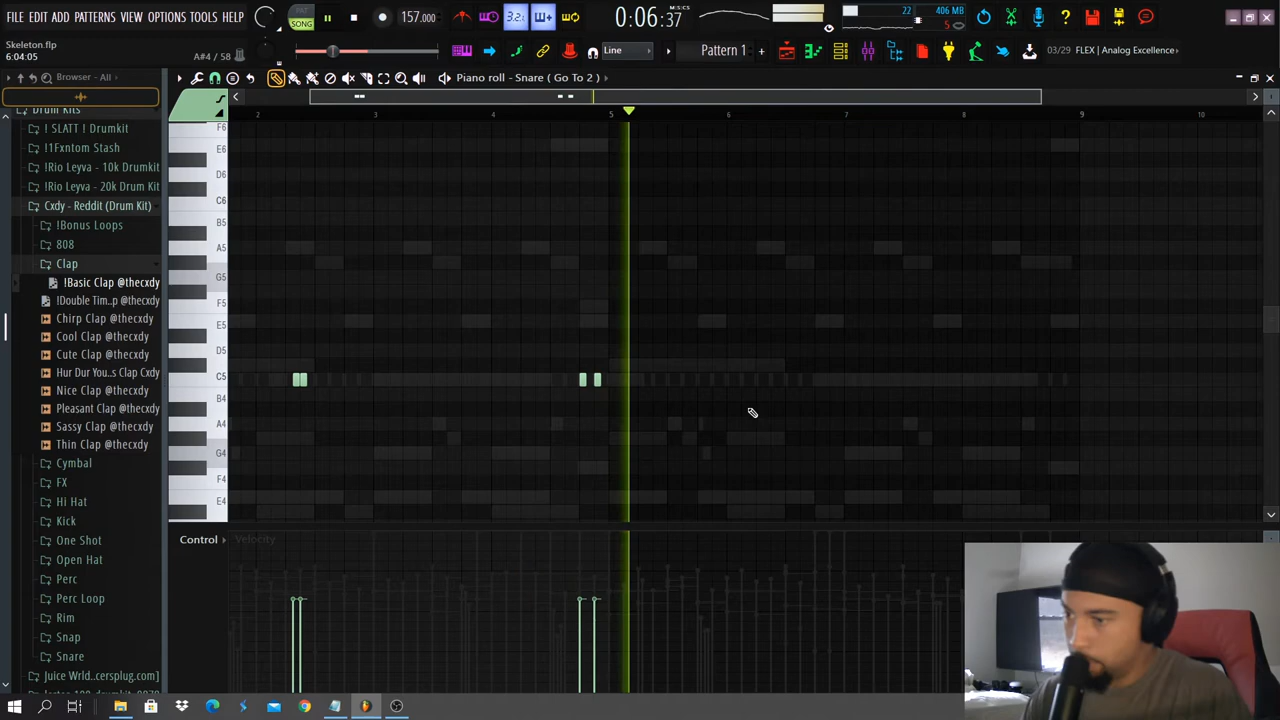 FILE EDIT ADD PATTERNS VIEW OPTIONS TOOLS HELP
PAT
SONG
157.000
3.2
0:06:37
M:S:CS
22
406 MB
5
Skeleton.flp
6:04:05
A#4 / 58
Line
Pattern 1
03/29 FLEX | Analog Excellence
Browser - All
Piano roll - Snare ( Go To 2 )
Drum Kits
! SLATT ! Drumkit
!1Fxntom Stash
!Rio Leyva - 10k Drumkit
!Rio Leyva - 20k Drum Kit
Cxdy - Reddit (Drum Kit)
!Bonus Loops
808
Clap
!Basic Clap @thecxdy
!Double Tim..p @thecxdy
Chirp Clap @thecxdy
Cool Clap @thecxdy
Cute Clap @thecxdy
Hur Dur You..s Clap Cxdy
Nice Clap @thecxdy
Pleasant Clap @thecxdy
Sassy Clap @thecxdy
Thin Clap @thecxdy
Cymbal
FX
Hi Hat
Kick
One Shot
Open Hat
Perc
Perc Loop
Rim
Snap
Snare
2 3 4 5 6 7 8 9 10
F6
E6
D6
C6
B5
A5
G5
F5
E5
D5
C5
B4
A4
G4
F4
E4
Control
Velocity